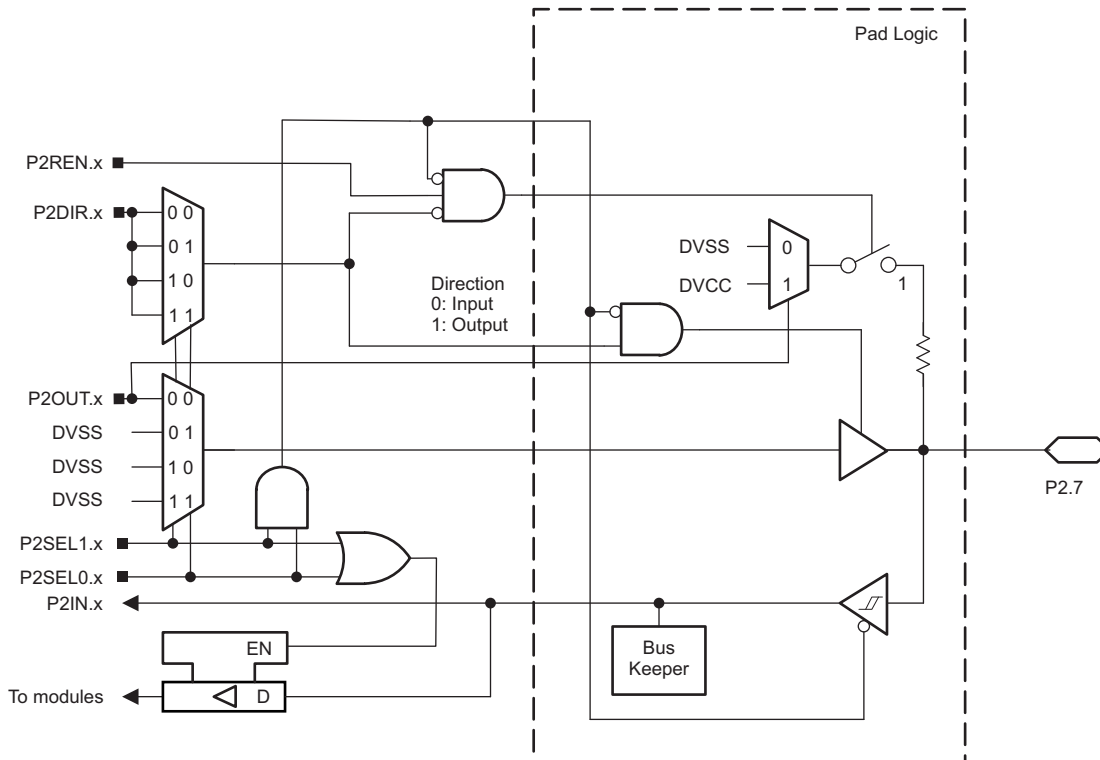 Pad Logic
P2REN.x
P2DIR.x
0 0
0 1
1 0
1 1
Direction
0: Input
1: Output
DVSS
0
DVCC
1
1
P2OUT.x
0 0
DVSS
0 1
DVSS
1 0
DVSS
1 1
P2.7
P2SEL1.x
P2SEL0.x
P2IN.x
EN
Bus
Keeper
To modules
D